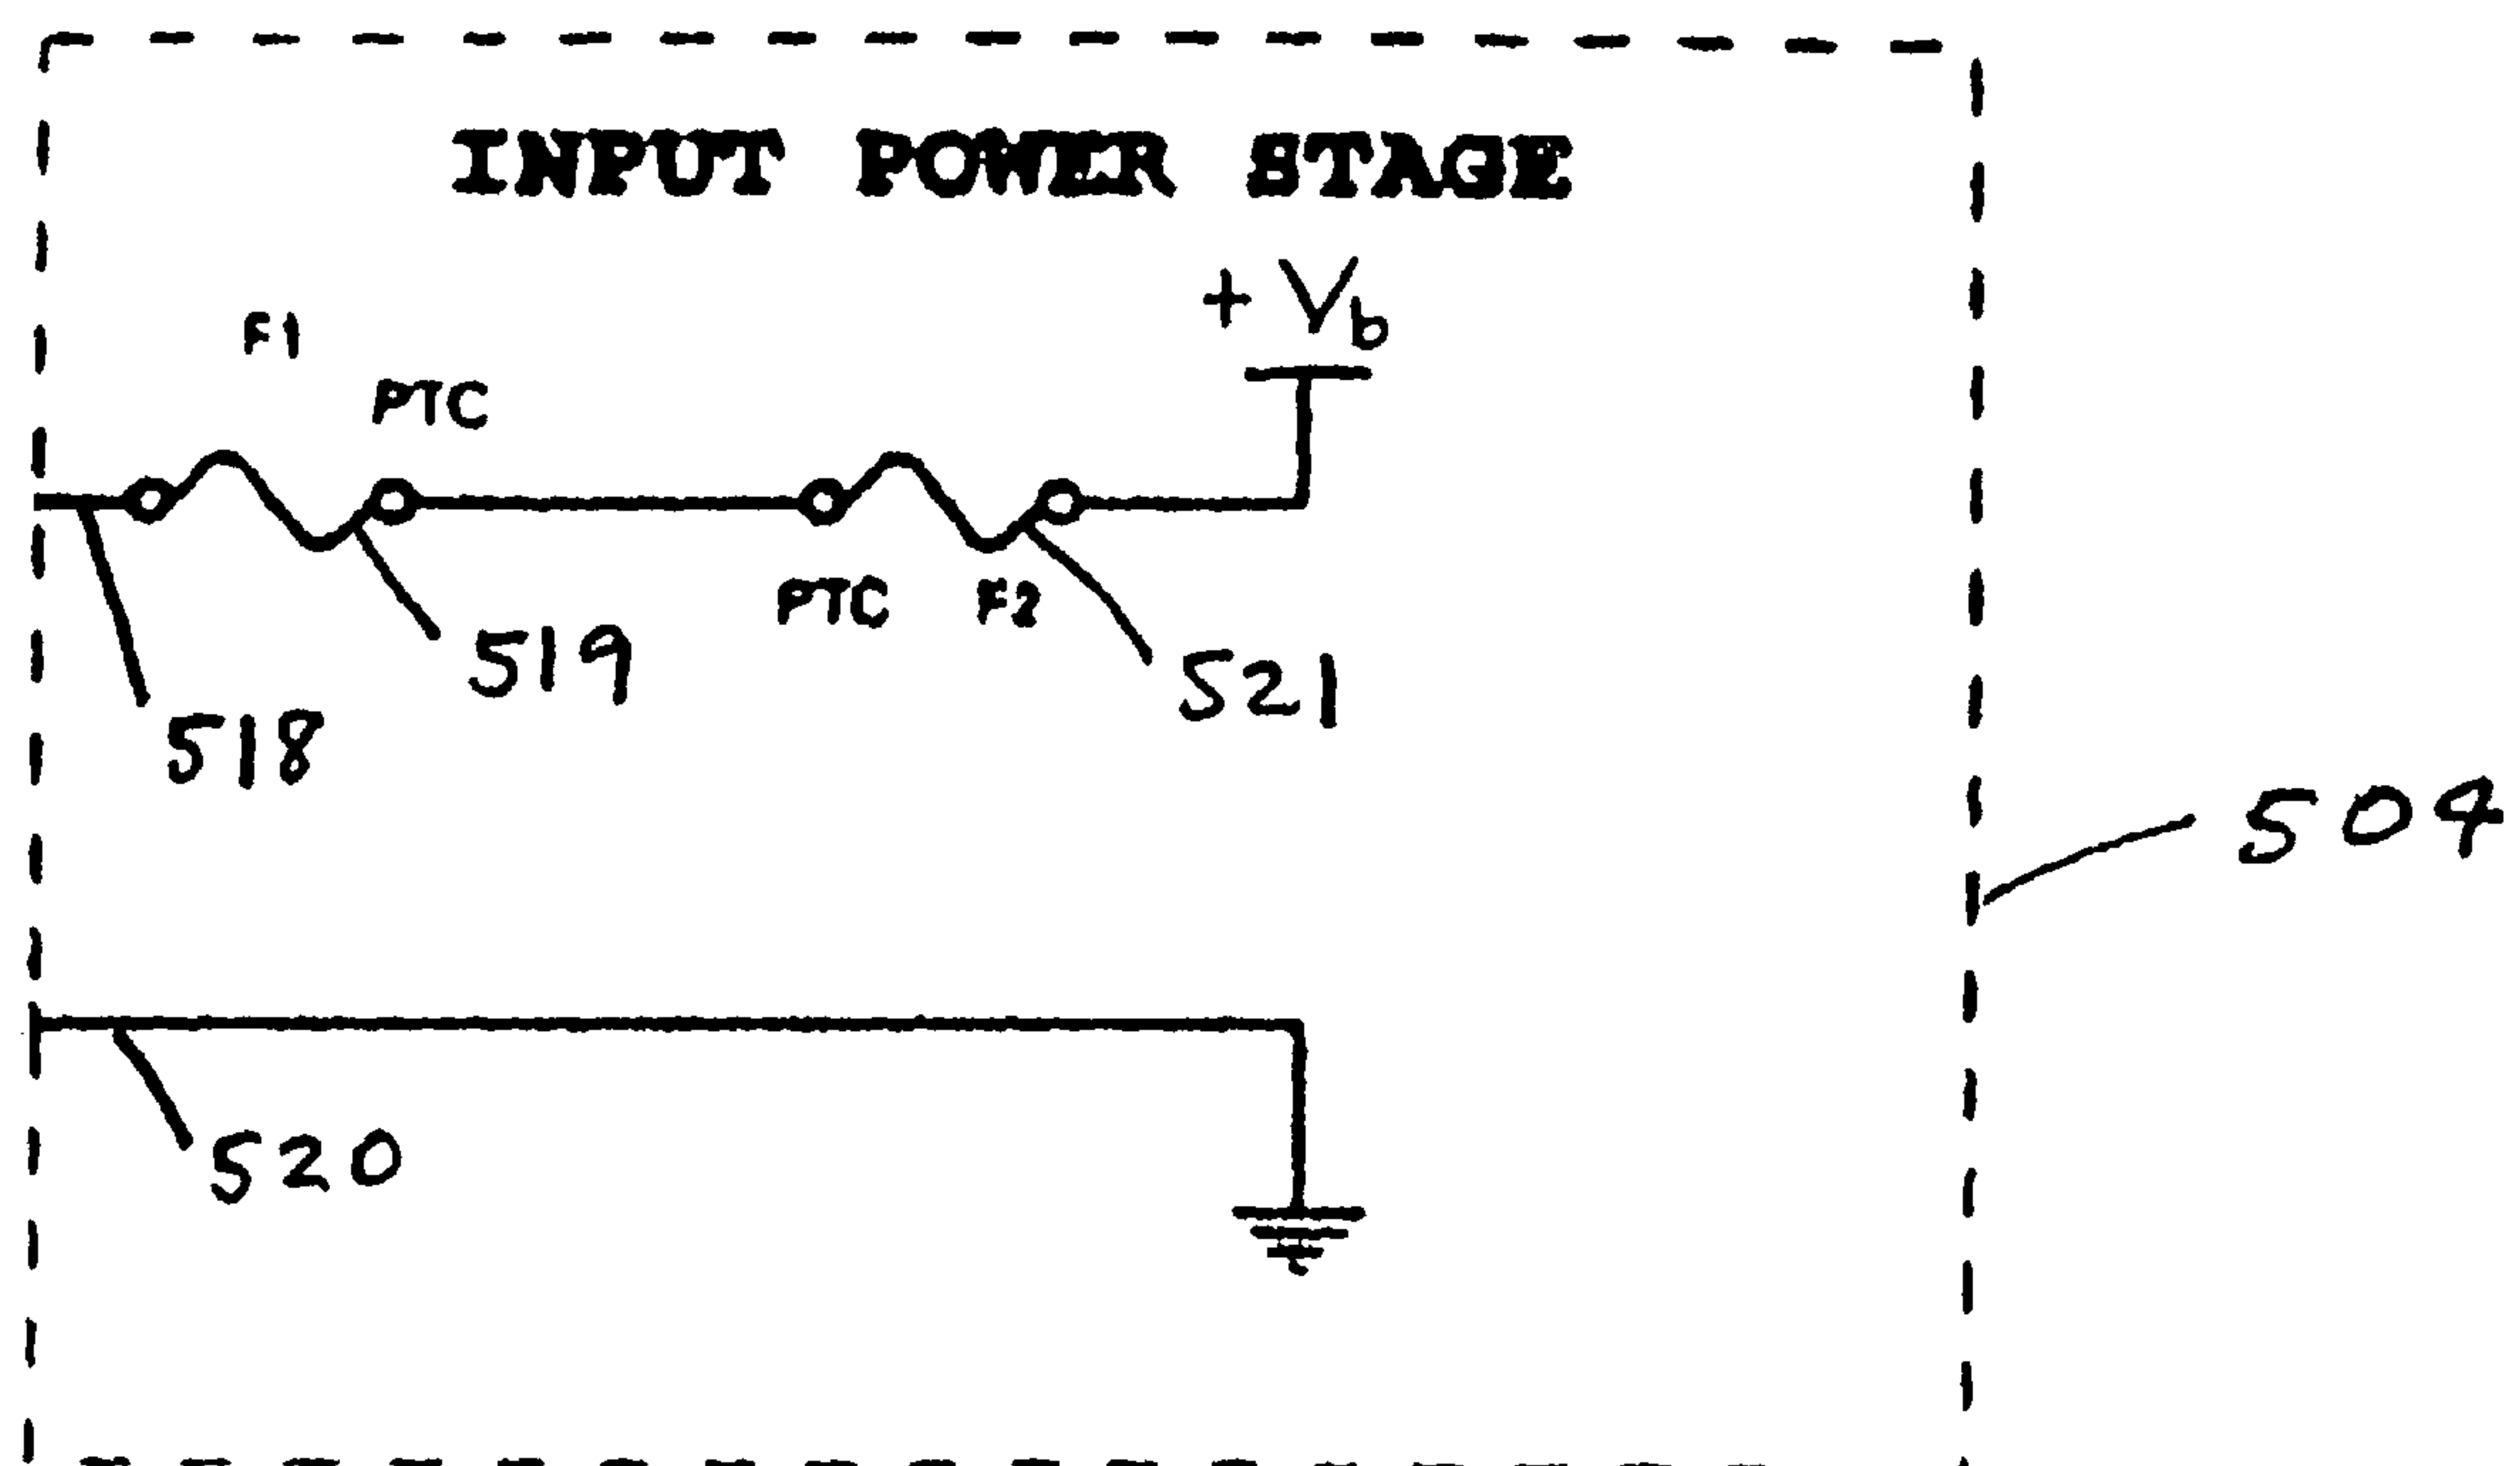 INPUT POWER STAGE
+ Vb
F1
PTC
PTC F2
519
521
518
504
520